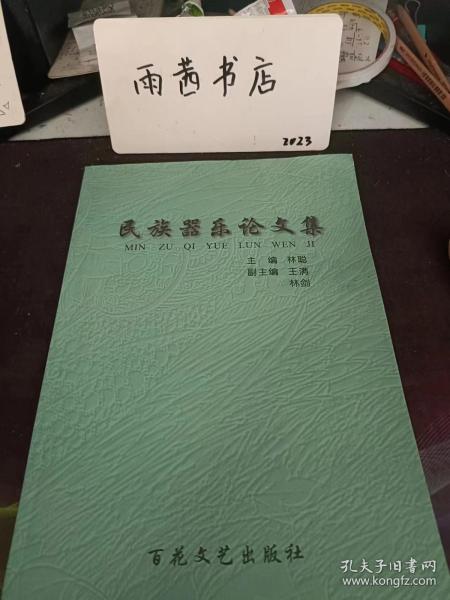 雨茜书店
2023
民族器乐论文集
MIN ZU QI YUE LUN WEN JI
主 编 林聪
副主编 王满
林剑
百花文艺出版社
孔夫子旧书网
www.kongfz.com